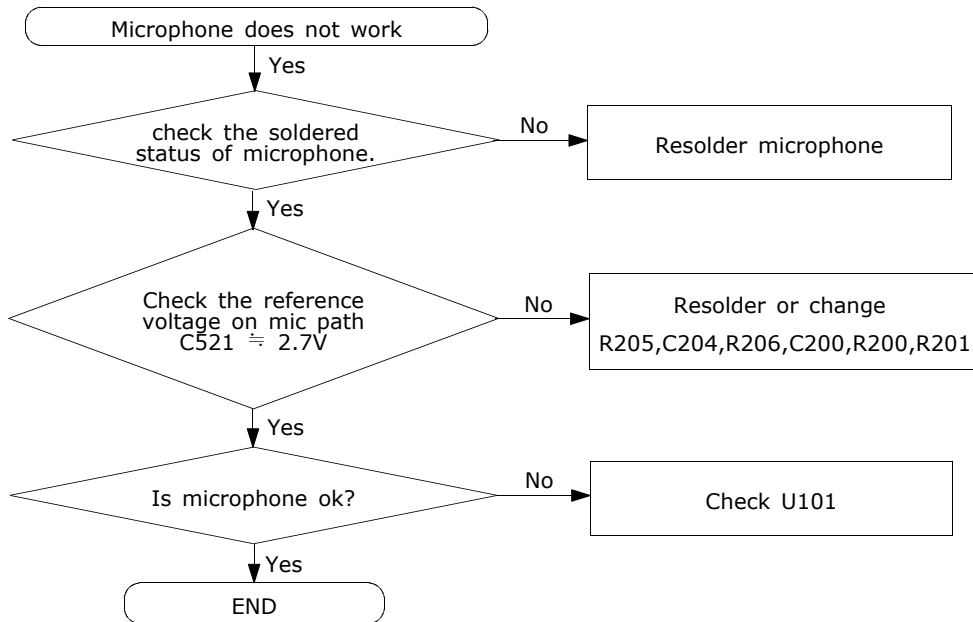 Microphone does not work
Yes
check the soldered
status of microphone.
No
Resolder microphone
Yes
Check the reference
voltage on mic path
C521 ≒ 2.7V
No
Resolder or change
R205,C204,R206,C200,R200,R201
Yes
Is microphone ok?
No
Check U101
Yes
END